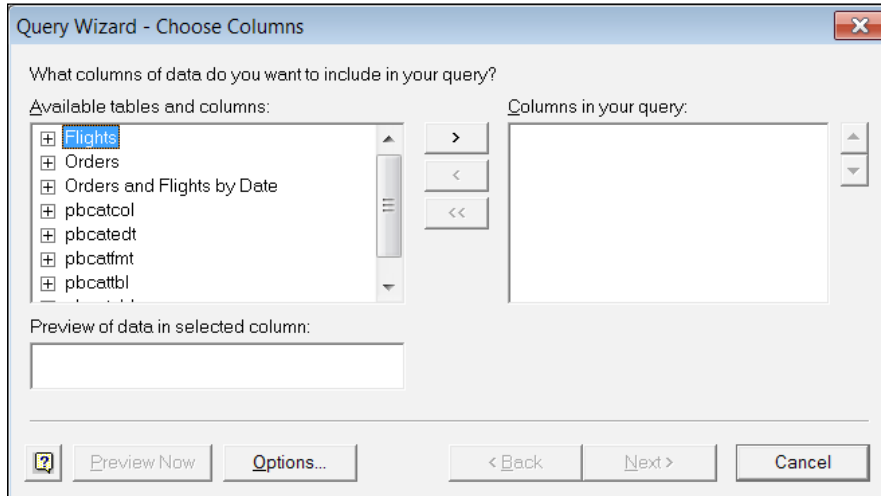 Query Wizard - Choose Columns
What columns of data do you want to include in your query?
Available tables and columns:
Columns in your query:
Flights
Orders
Orders and Flights by Date
pbcatcol
pbcatedt
pbcatfmt
pbcattbl
>
<
<<
Preview of data in selected column:
Preview Now
Options...
< Back
Next >
Cancel